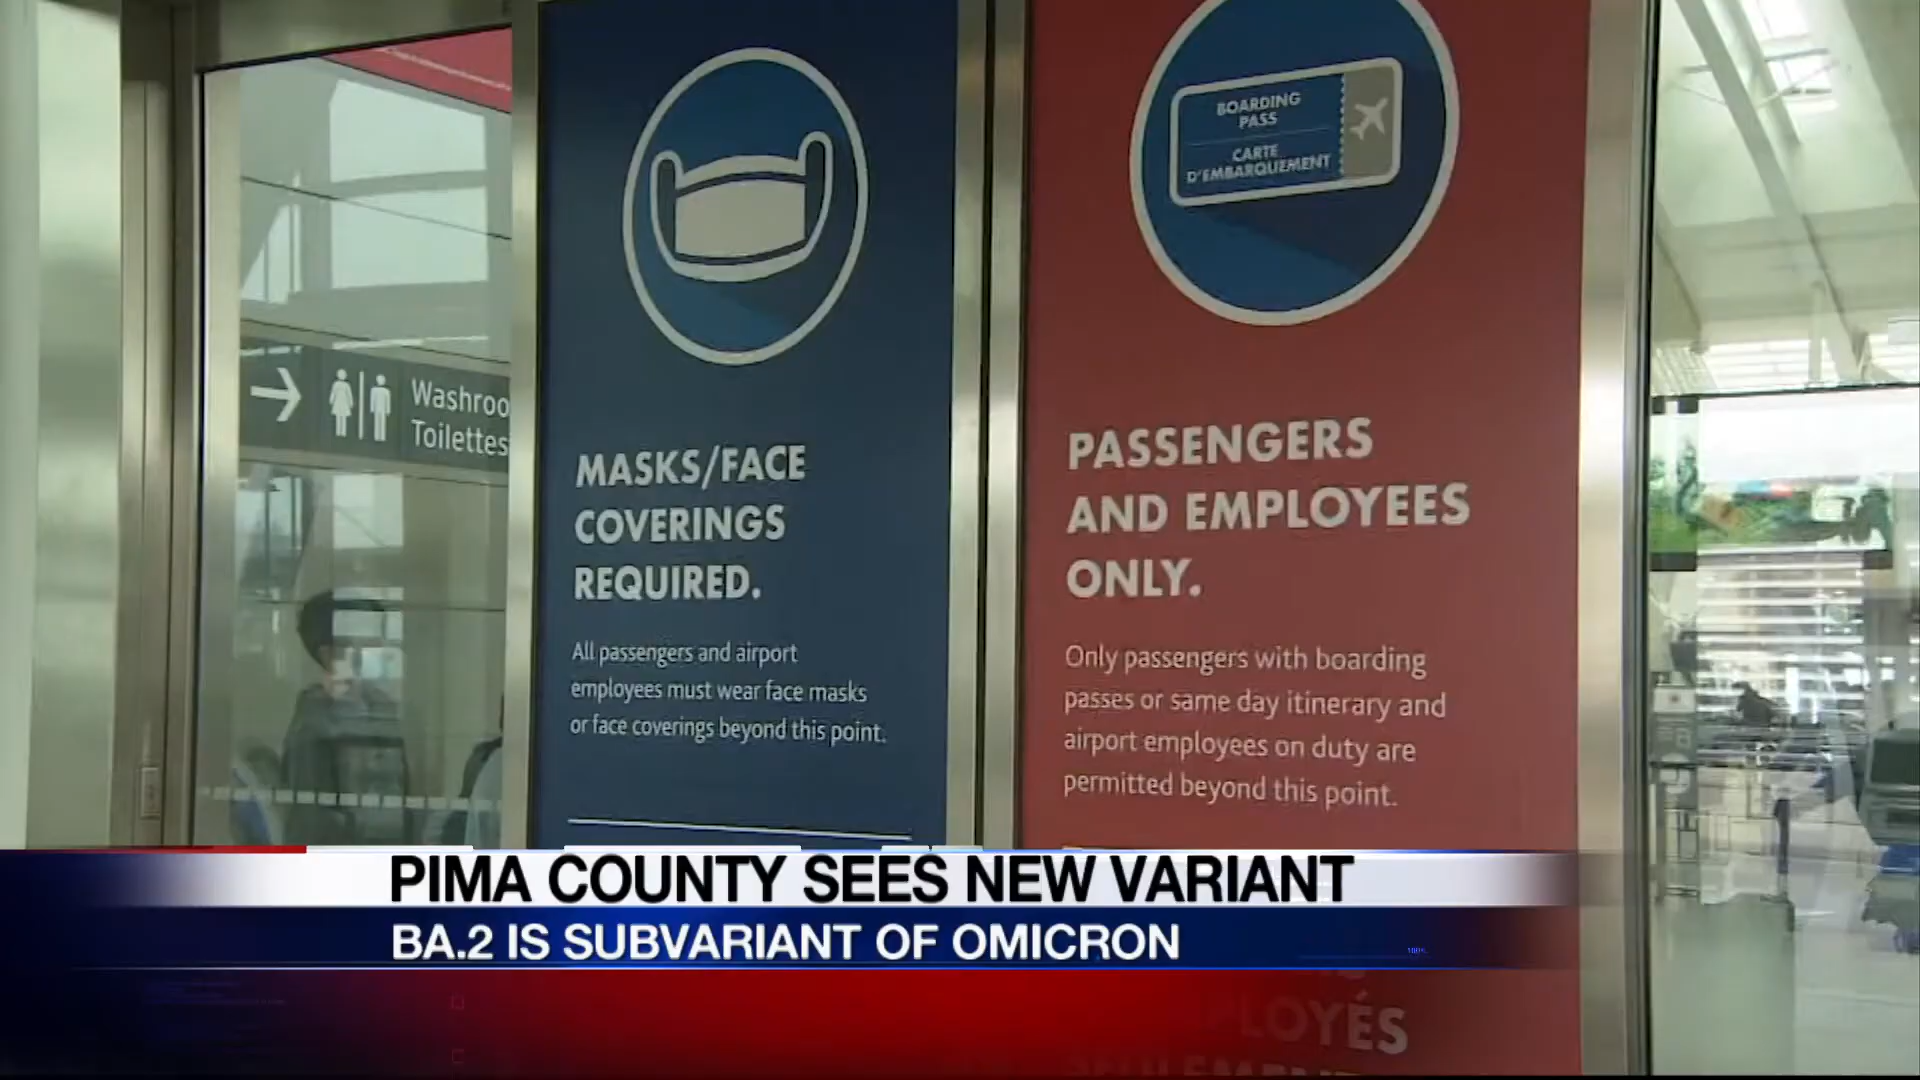 BOARDING
PASS
CARTE
D'EMBARQUEMENT
Washroo
Toilettes
MASKS/FACE
COVERINGS
REQUIRED.
All passengers and airport
employees must wear face masks
or face coverings beyond this point.
PASSENGERS
AND EMPLOYEES
ONLY.
Only passengers with boarding
passes or same day itinerary and
airport employees on duty are
permitted beyond this point.
PIMA COUNTY SEES NEW VARIANT
BA.2 IS SUBVARIANT OF OMICRON
PLOYÉS